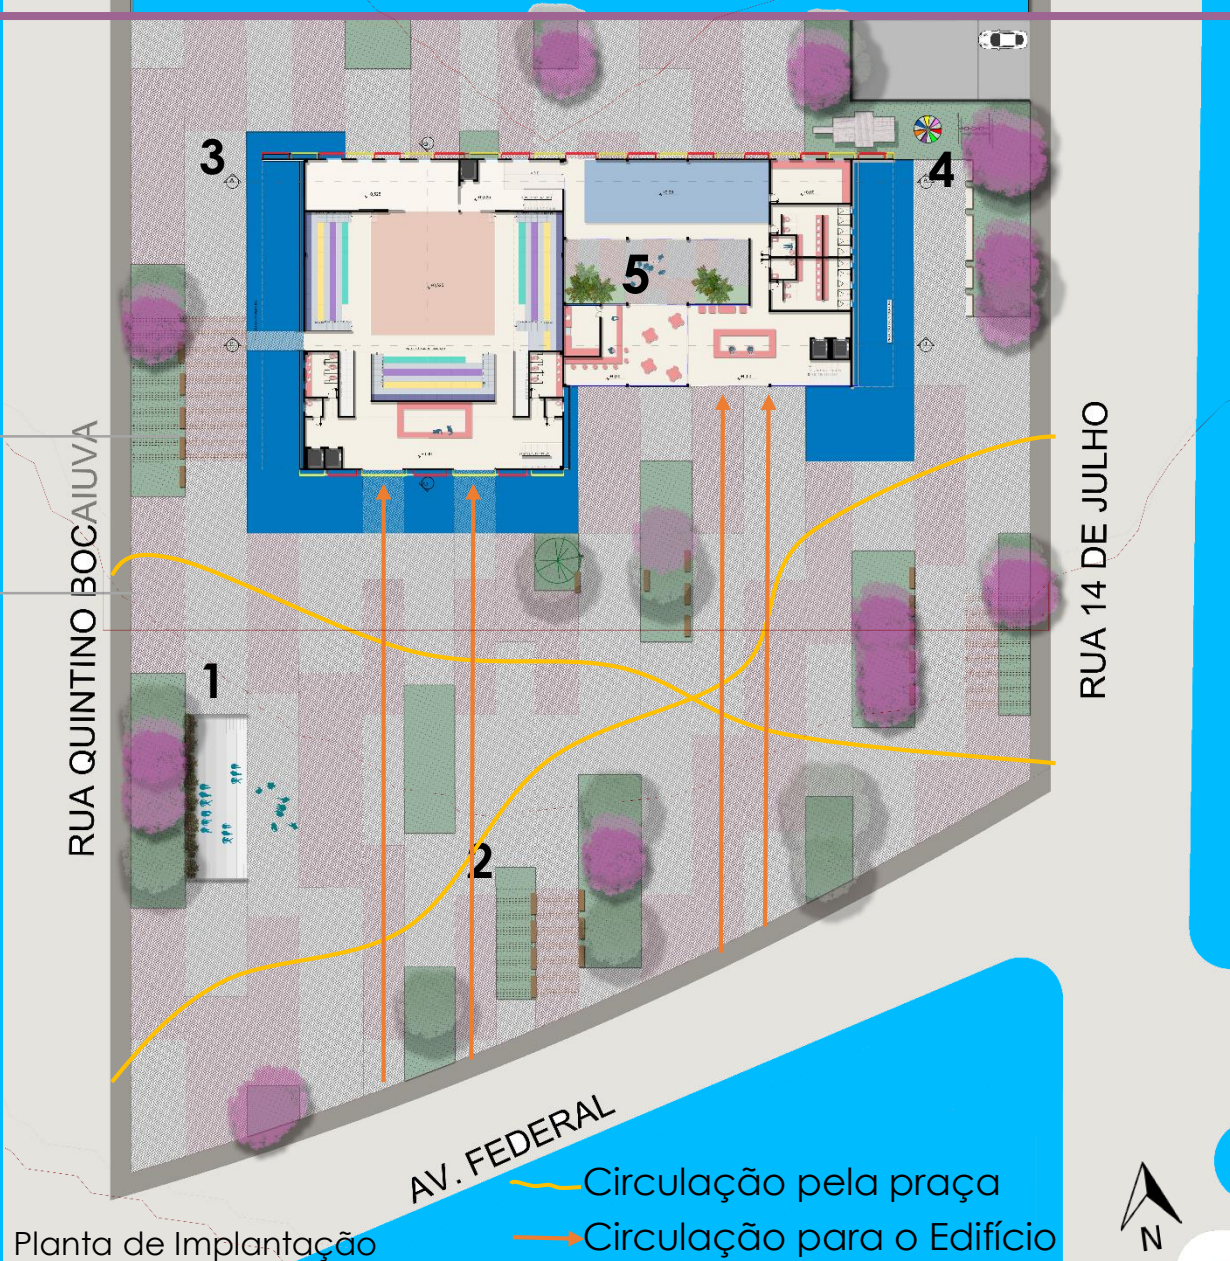 3
4
5
RUA QUINTINO BOCAIUVA
RUA 14 DE JULHO
1
2
AV. FEDERAL
Circulação pela praça
Circulação para o Edifício
Planta de Implantação
N